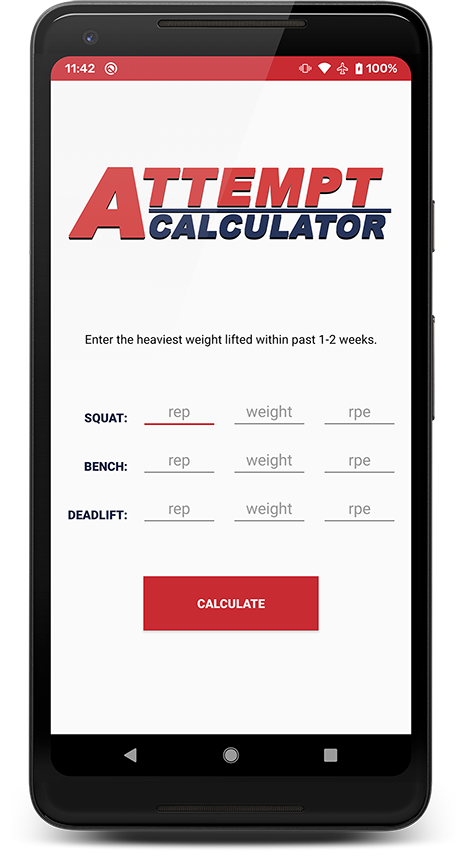 11:42 100%
ATTEMPT
CALCULATOR
Enter the heaviest weight lifted within past 1-2 weeks.
SQUAT: rep weight rpe
BENCH: rep weight rpe
DEADLIFT: rep weight rpe
CALCULATE